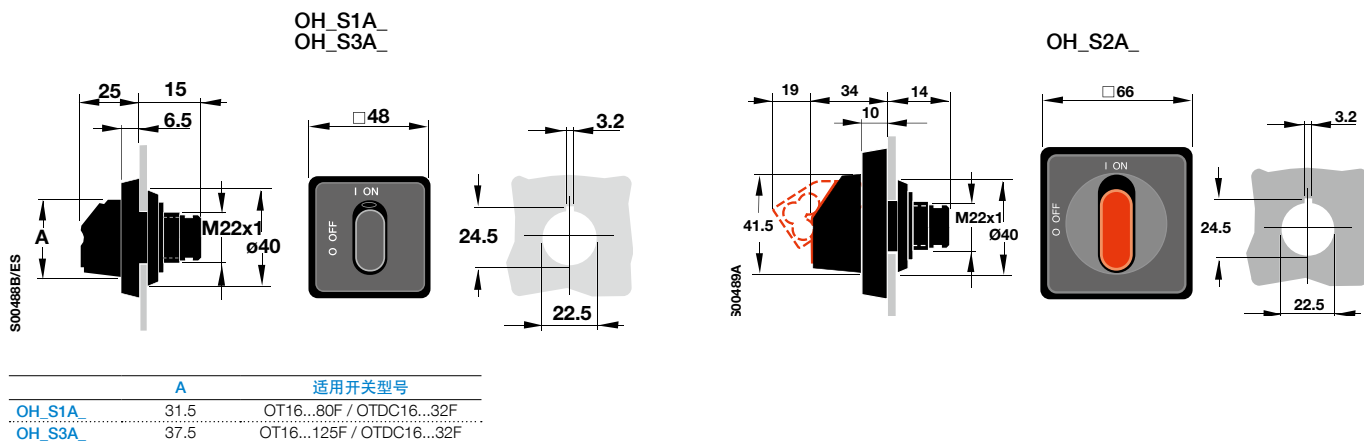 OH_S1A_
OH_S3A_
25
15
6.5
A
M22x1
ø40
S00488B/ES
□48
I ON
O OFF
3.2
24.5
22.5
OH_S2A_
19
34
14
10
41.5
M22x1
Ø40
S00489A
□66
I ON
O OFF
3.2
24.5
22.5
A 适用开关型号
OH_S1A_ 31.5 OT16...80F / OTDC16...32F
OH_S3A_ 37.5 OT16...125F / OTDC16...32F